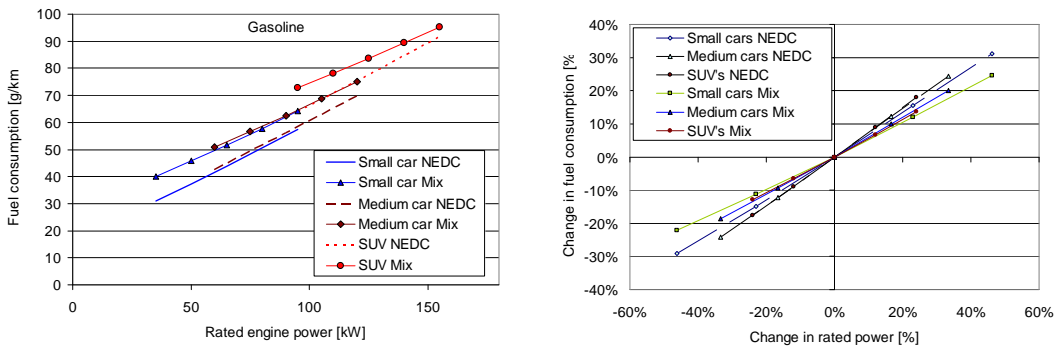 Gasoline
Fuel consumption [g/km]
100
90
80
70
60
50
40
30
20
10
0
0
50
100
150
200
Rated engine power [kW]
Small car NEDC
Small car Mix
Medium car NEDC
Medium car Mix
SUV NEDC
SUV Mix
Change in fuel consumption [%
40%
30%
20%
10%
0%
-10%
-20%
-30%
-40%
-60%
-40%
-20%
0%
20%
40%
60%
Change in rated power [%]
Small cars NEDC
Medium cars NEDC
SUV's NEDC
Small cars Mix
Medium cars Mix
SUV's Mix